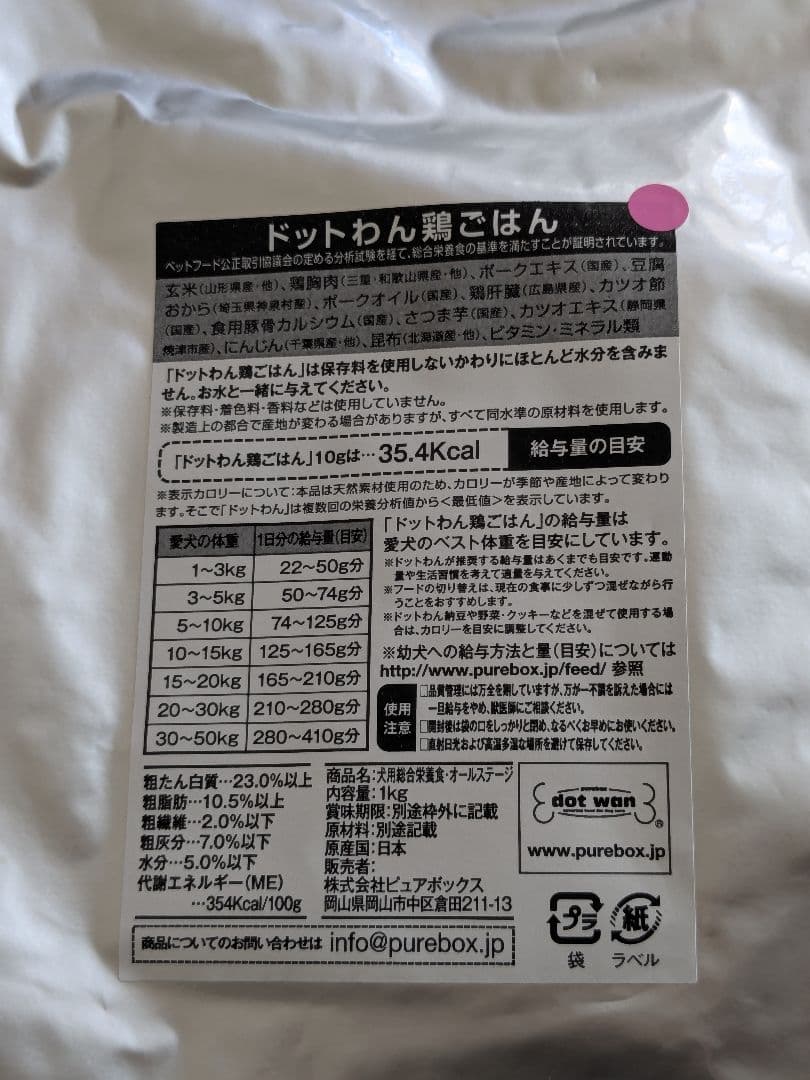 ドットわん鶏ごはん
ペットフード公正取引協議会の定める分析試験を経て、総合栄養食の基準を満たすことが証明されています。
玄米(山形県産・他)、鶏胸肉(三重・和歌山県産・他)、ポークエキス(国産)、豆腐
おから(埼玉県神泉村産)、ポークオイル(国産)、鶏肝臓(広島県産)、カツオ節
(国産)、食用豚骨カルシウム(国産)、さつま芋(国産)、カツオエキス(静岡県
焼津市産)、にんじん(千葉県産・他)、昆布(北海道産・他)、ビタミン・ミネラル類
「ドットわん鶏ごはん」は保存料を使用しないかわりにほとんど水分を含みま
せん。お水と一緒に与えてください。
※保存料・着色料・香料などは使用していません。
※製造上の都合で産地が変わる場合がありますが、すべて同水準の原材料を使用します。
「ドットわん鶏ごはん」10gは…35.4Kcal 給与量の目安
※表示カロリーについて:本品は天然素材使用のため、カロリーが季節や産地によって変わり
ます。そこで「ドットわん」は複数回の栄養分析値から<最低値>を表示しています。
愛犬の体重 1日分の給与量(目安)
1～3kg 22～50g分
3～5kg 50～74g分
5～10kg 74～125g分
10～15kg 125～165g分
15～20kg 165～210g分
20～30kg 210～280g分
30～50kg 280～410g分
「ドットわん鶏ごはん」の給与量は
愛犬のベスト体重を目安にしています。
※ドットわんが推奨する給与量はあくまでも目安です。運動
量や生活習慣を考えて適量を与えてください。
※フードの切り替えは、現在の食事に少しずつ混ぜながら行
うことをおすすめします。
※ドットわん納豆や野菜・クッキーなどを混ぜて使用する場
合は、カロリーを目安に調整してください。
※幼犬への給与方法と量(目安)については
http://www.purebox.jp/feed/ 参照
使用
注意
□品質管理には万全を期していますが、万が一不調を訴えた場合には
一旦給与をやめ、獣医師にご相談ください。
□開封後は袋の口をしっかりと閉め、なるべくお早めにお使いください。
□直射日光および高温多湿な場所を避けて保存してください。
粗たん白質…23.0%以上
粗脂肪…10.5%以上
粗繊維…2.0%以下
粗灰分…7.0%以下
水分…5.0%以下
代謝エネルギー(ME)
…354Kcal/100g
商品名:犬用総合栄養食・オールステージ
内容量:1kg
賞味期限:別途枠外に記載
原材料:別途記載
原産国:日本
販売者:
株式会社ピュアボックス
岡山県岡山市中区倉田211-13
purebox
dot wan
®
www.purebox.jp
プラ
袋
紙
ラベル
商品についてのお問い合わせは info@purebox.jp